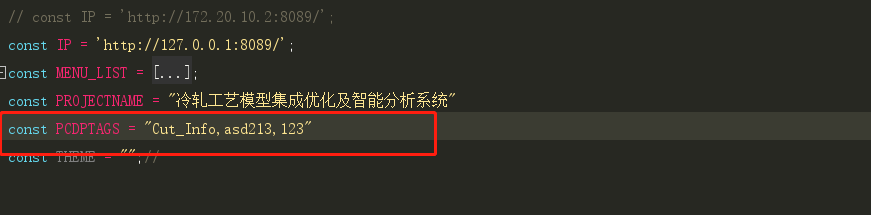 // const IP = 'http://172.20.10.2:8089/';
const IP = 'http://127.0.0.1:8089/';
const MENU_LIST = [...];
const PROJECTNAME = "冷轧工艺模型集成优化及智能分析系统"
const PCDPTAGS = "Cut_Info,asd213,123"
const THEME = "";//